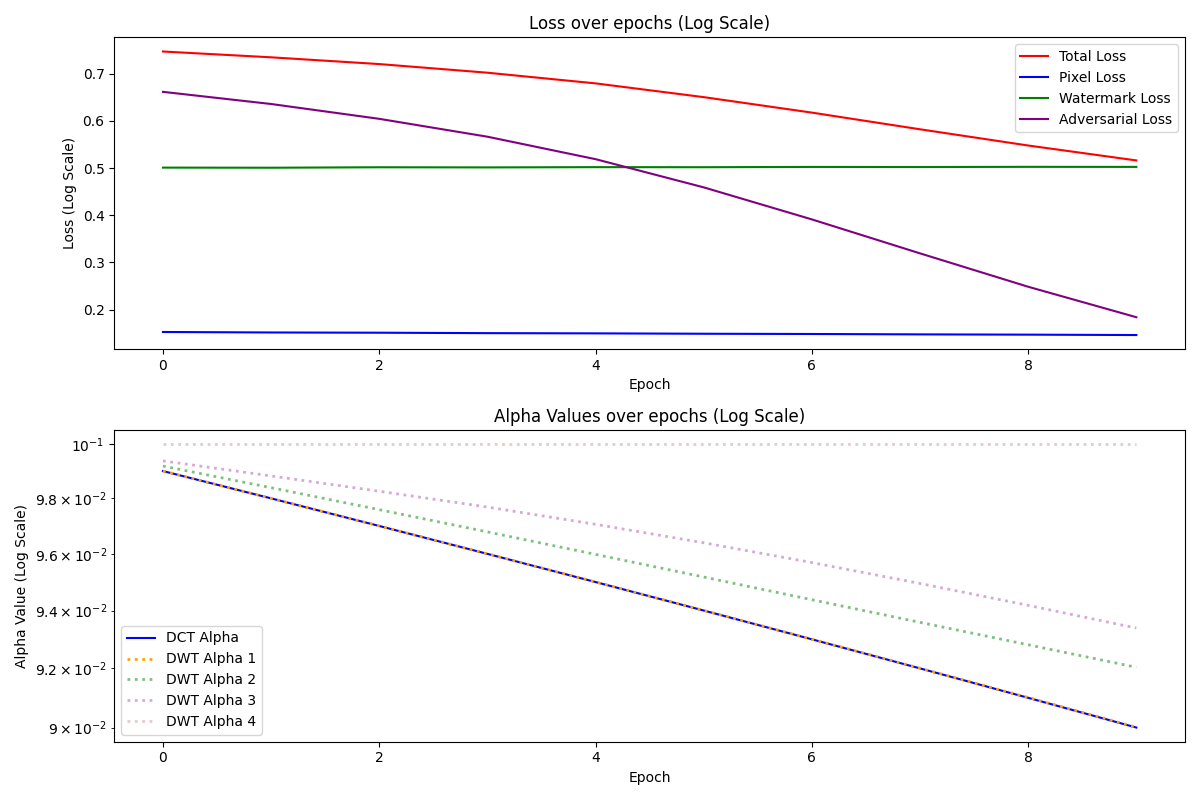 Loss over epochs (Log Scale)
Loss (Log Scale)
0.7
0.6
0.5
0.4
0.3
0.2
Total Loss
Pixel Loss
Watermark Loss
Adversarial Loss
0 2 4 6 8
Epoch
Alpha Values over epochs (Log Scale)
Alpha Value (Log Scale)
10⁻¹
9.8 × 10⁻²
9.6 × 10⁻²
9.4 × 10⁻²
9.2 × 10⁻²
9 × 10⁻²
DCT Alpha
DWT Alpha 1
DWT Alpha 2
DWT Alpha 3
DWT Alpha 4
0 2 4 6 8
Epoch